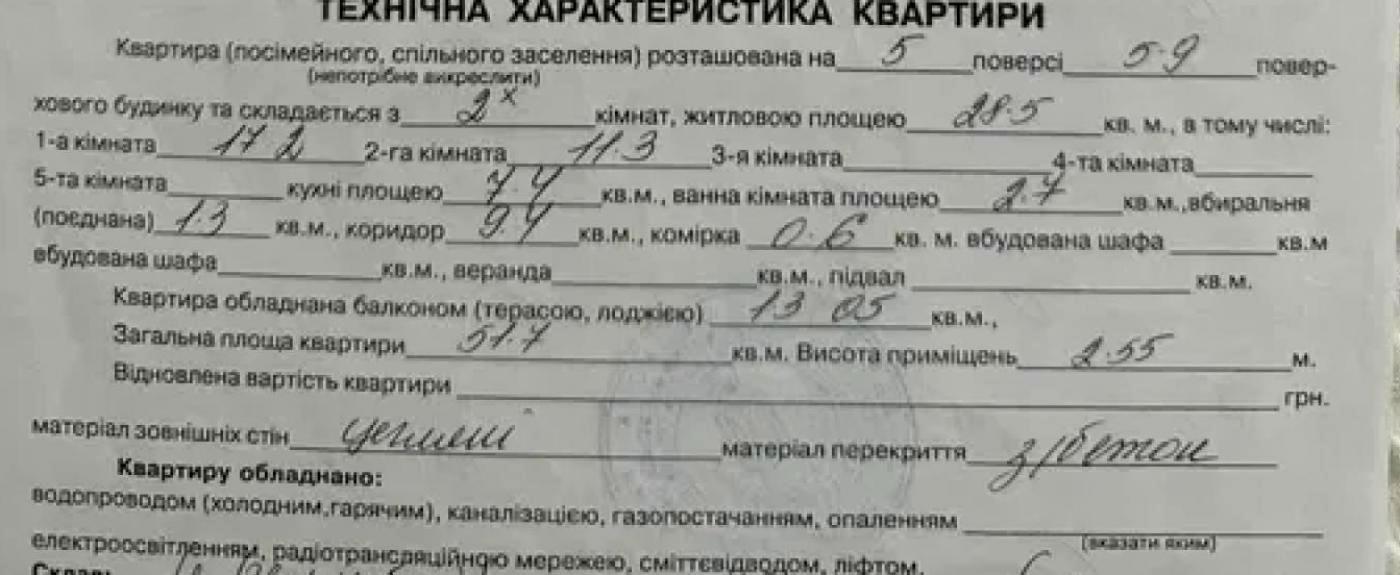 ТЕХНІЧНА ХАРАКТЕРИСТИКА КВАРТИРИ
Квартира (посімейного, спільного заселення) розташована на 5 поверсі 5-9 повер-
(непотрібне викреслити)
хового будинку та складається з 2х кімнат, житловою площею 28.5 кв. м., в тому числі:
1-а кімната 17.2 2-га кімната 11.3 3-я кімната 4-та кімната
5-та кімната кухні площею 7.4 кв.м., ванна кімната площею 2.7 кв.м.,вбиральня
(поєднана) 1.3 кв.м., коридор 9.4 кв.м., комірка 0.6 кв. м. вбудована шафа кв.м
вбудована шафа кв.м., веранда кв.м., підвал кв.м.
Квартира обладнана балконом (терасою, лоджією) 1.3 0.5 кв.м.,
Загальна площа квартири 51.7 кв.м. Висота приміщень 2.55 м.
Відновлена вартість квартири грн.
матеріал зовнішніх стін цегляні матеріал перекриття з/бетон
Квартиру обладнано:
водопроводом (холодним,гарячим), каналізацією, газопостачанням, опаленням
(вказати яким)
електроосвітленням, радіотрансляційною мережею, сміттєвідводом, ліфтом.